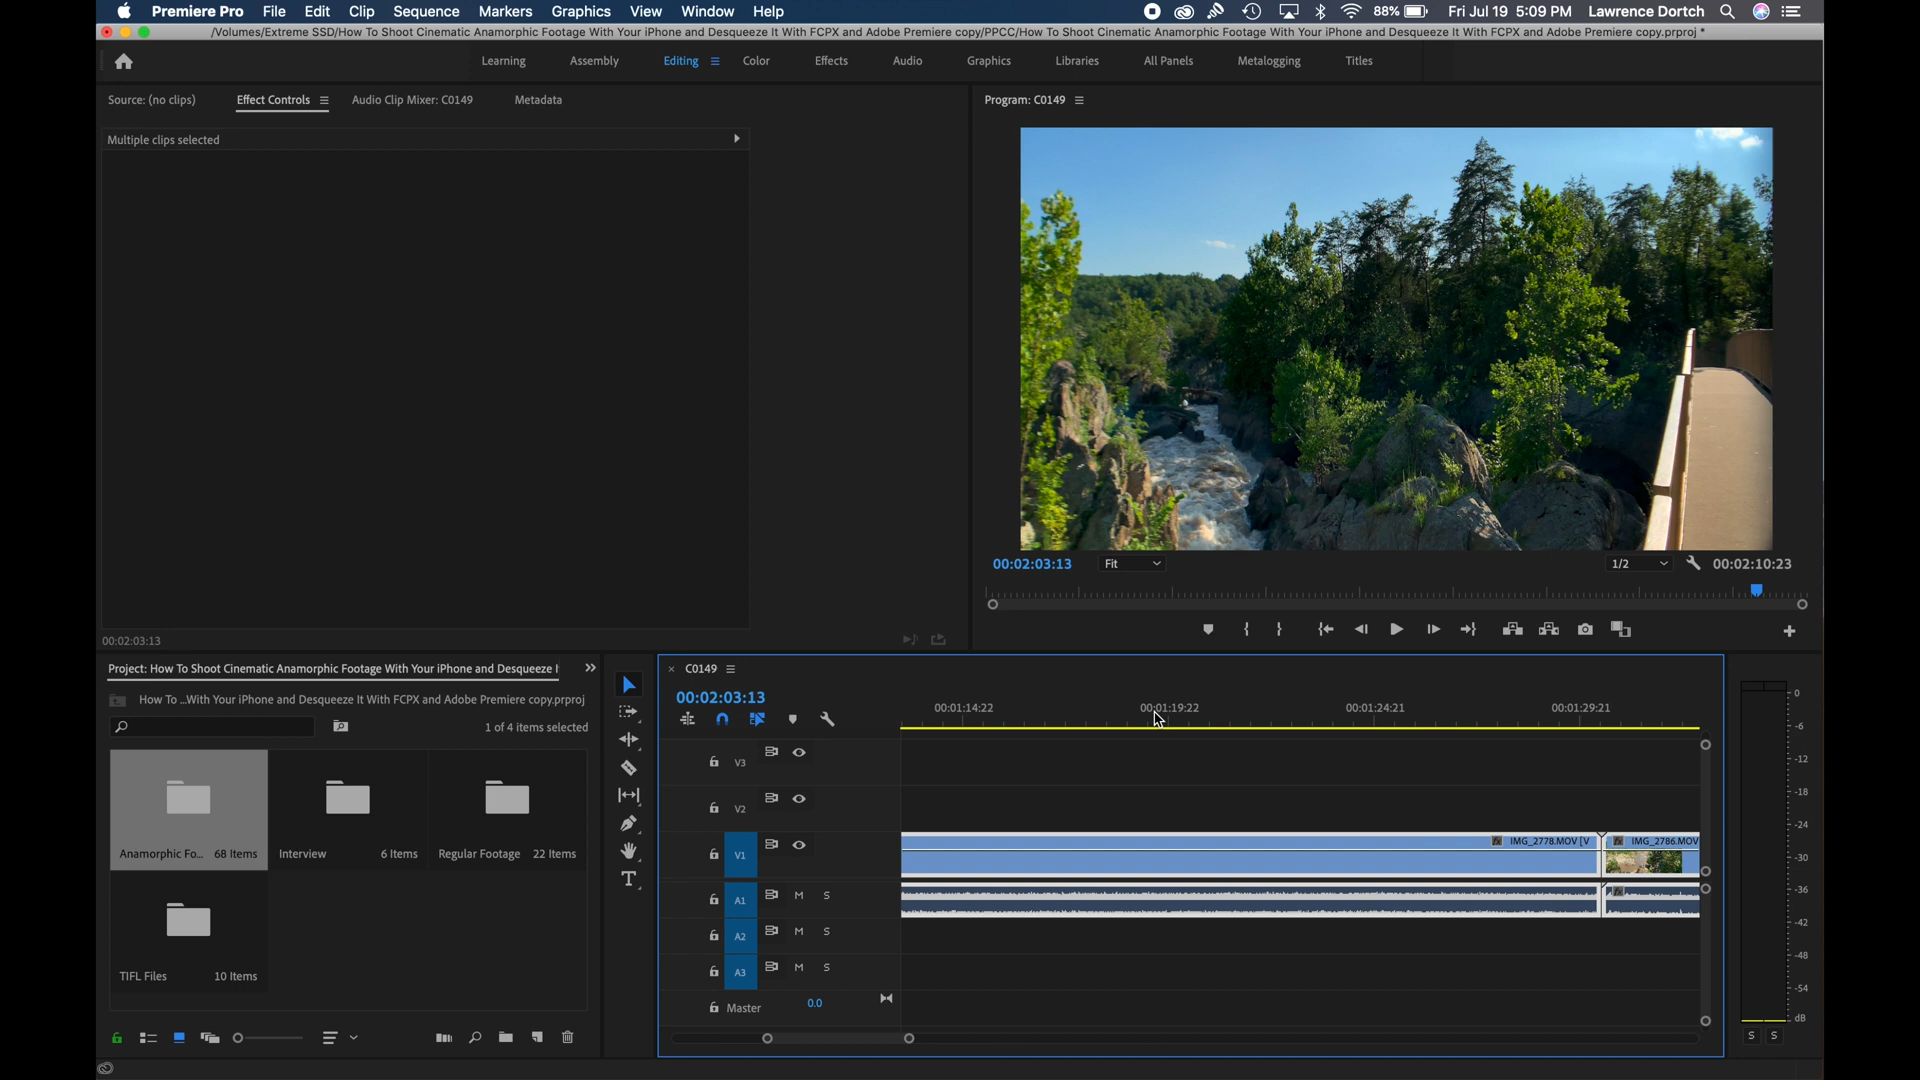 Premiere Pro File Edit Clip Sequence Markers Graphics View Window Help 88% Fri Jul 19 5:09 PM Lawrence Dortch
/Volumes/Extreme SSD/How To Shoot Cinematic Anamorphic Footage With Your iPhone and Desqueeze It With FCPX and Adobe Premiere copy/PPCC/How To Shoot Cinematic Anamorphic Footage With Your iPhone and Desqueeze It With FCPX and Adobe Premiere copy.prproj *
Learning Assembly Editing Color Effects Audio Graphics Libraries All Panels Metalogging Titles
Source: (no clips) Effect Controls Audio Clip Mixer: C0149 Metadata
Multiple clips selected
00:02:03:13
Program: C0149
00:02:03:13 Fit 1/2 00:02:10:23
Project: How To Shoot Cinematic Anamorphic Footage With Your iPhone and Desqueeze I
How To ...With Your iPhone and Desqueeze It With FCPX and Adobe Premiere copy.prproj
1 of 4 items selected
Anamorphic Fo... 68 Items Interview 6 Items Regular Footage 22 Items
TIFL Files 10 Items
C0149
00:02:03:13
00:01:14:22 00:01:19:22 00:01:24:21 00:01:29:21
V3
V2
V1 IMG_2778.MOV [V IMG_2786.MOV
A1 M S
A2 M S
A3 M S
Master 0.0
0
-6
-12
-18
-24
-30
-36
-42
-48
-54
dB
S S